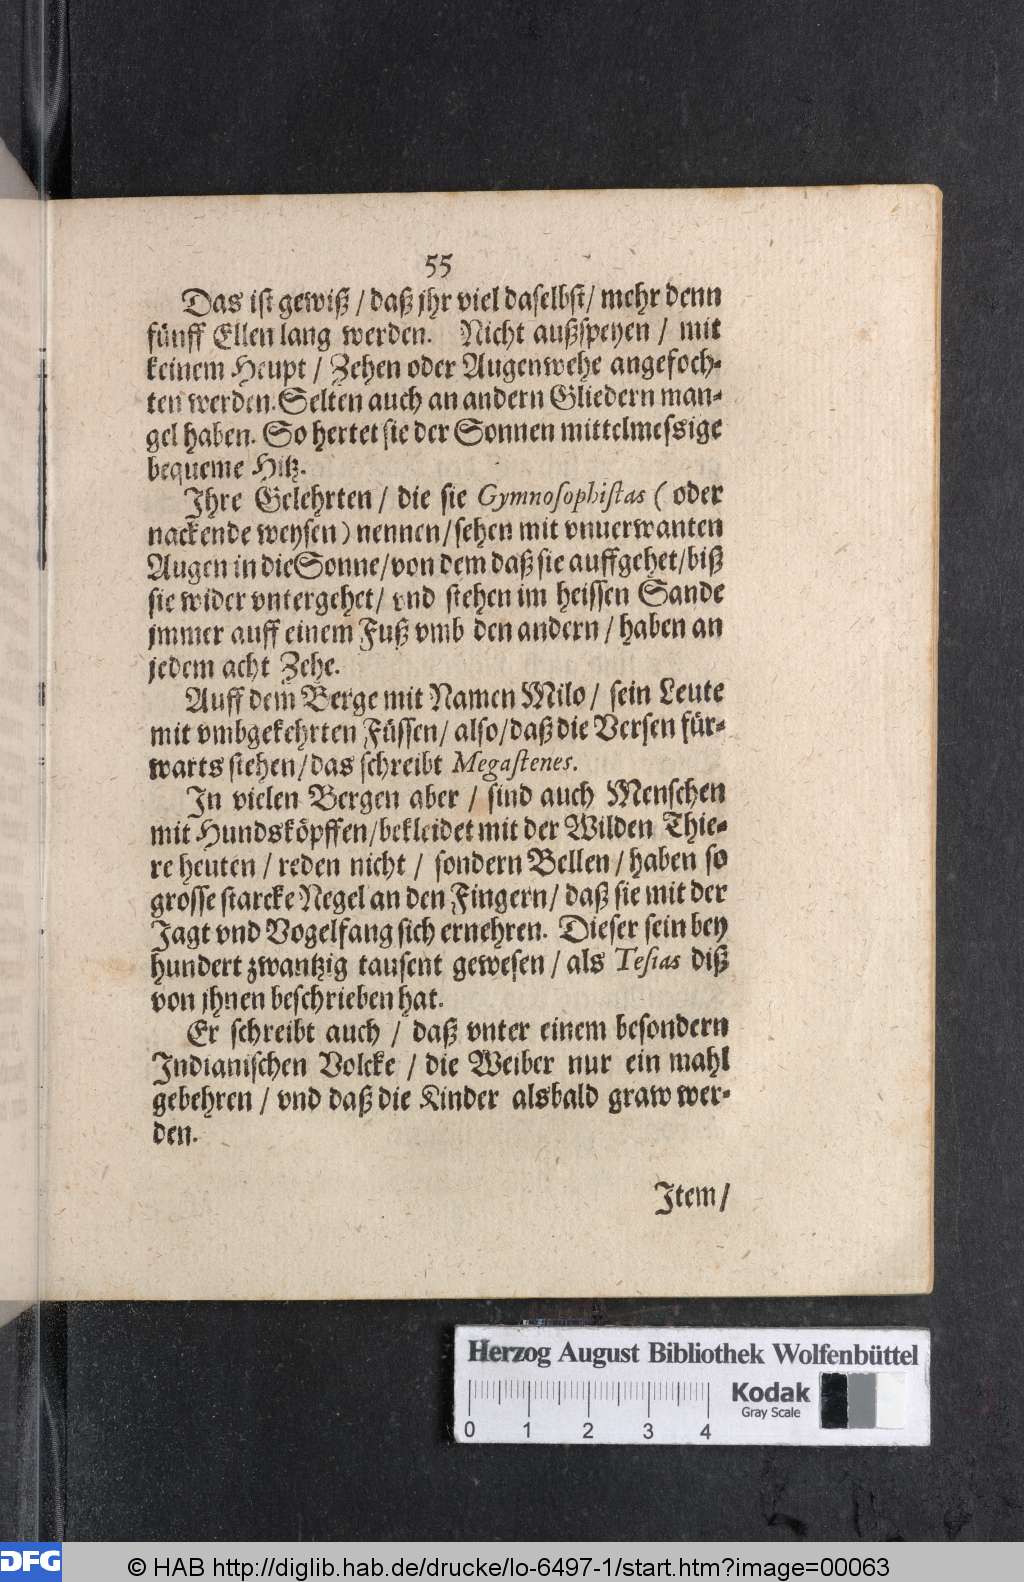 55
Das ist gewiß / daß jhr viel daselbst / mehr denn
fünff Ellen lang werden. Nicht außspeyen / mit
keinem Heupt / Zehen oder Augenwehe angefoch-
ten werden. Selten auch an andern Gliedern man-
gel haben. So hertet sie der Sonnen mittelmessige
bequeme Hitz.
Jhre Gelehrten / die sie Gymnosophistas ( oder
nackende weysen ) nennen / sehen mit vnuerwanten
Augen in die Sonne / von dem daß sie auffgehet / biß
sie wider vntergehet / vnd stehen im heissen Sande
jmmer auff einem Fuß vmb den andern / haben an
jedem acht Zehe.
Auff dem Berge mit Namen Milo / sein Leute
mit vmbgekehrten Füssen / also / daß die Versen für-
warts stehen / das schreibt Megastenes.
Jn vielen Bergen aber / sind auch Menschen
mit Hundsköpffen / bekleidet mit der Wilden Thie-
re heuten / reden nicht / sondern Bellen / haben so
grosse starcke Negel an den Fingern / daß sie mit der
Jagt vnd Vogelfang sich ernehren. Dieser sein bey
hundert zwantzig tausent gewesen / als Tesias diß
von jhnen beschrieben hat.
Er schreibt auch / daß vnter einem besondern
Jndianischen Volcke / die Weiber nur ein mahl
gebehren / vnd daß die Kinder alsbald graw wer-
den.
Jtem /
Herzog August Bibliothek Wolfenbüttel
Kodak
Gray Scale
0 1 2 3 4
DFG
© HAB http://diglib.hab.de/drucke/lo-6497-1/start.htm?image=00063